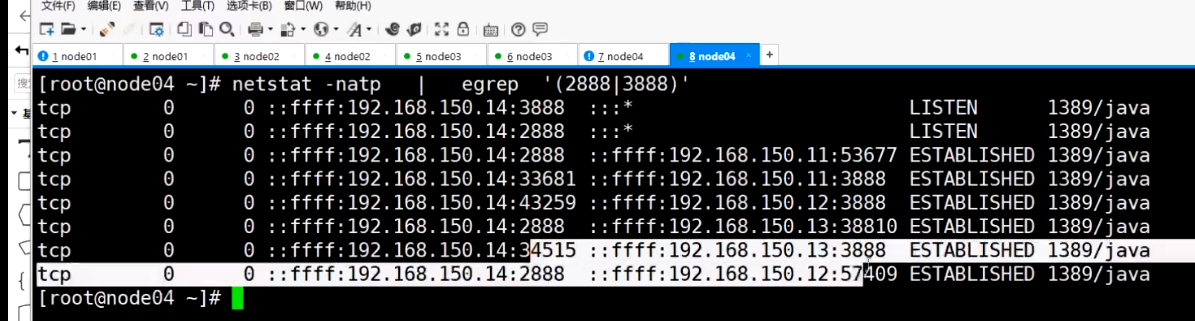 文件(F) 编辑(E) 查看(V) 工具(T) 选项卡(B) 窗口(W) 帮助(H)
1 node01 2 node01 3 node02 4 node02 5 node03 6 node03 7 node04 8 node04 × +
[root@node04 ~]# netstat -natp | egrep '(2888|3888)'
tcp 0 0 ::ffff:192.168.150.14:3888 :::* LISTEN 1389/java
tcp 0 0 ::ffff:192.168.150.14:2888 :::* LISTEN 1389/java
tcp 0 0 ::ffff:192.168.150.14:2888 ::ffff:192.168.150.11:53677 ESTABLISHED 1389/java
tcp 0 0 ::ffff:192.168.150.14:33681 ::ffff:192.168.150.11:3888 ESTABLISHED 1389/java
tcp 0 0 ::ffff:192.168.150.14:43259 ::ffff:192.168.150.12:3888 ESTABLISHED 1389/java
tcp 0 0 ::ffff:192.168.150.14:2888 ::ffff:192.168.150.13:38810 ESTABLISHED 1389/java
tcp 0 0 ::ffff:192.168.150.14:34515 ::ffff:192.168.150.13:3888 ESTABLISHED 1389/java
tcp 0 0 ::ffff:192.168.150.14:2888 ::ffff:192.168.150.12:57409 ESTABLISHED 1389/java
[root@node04 ~]#